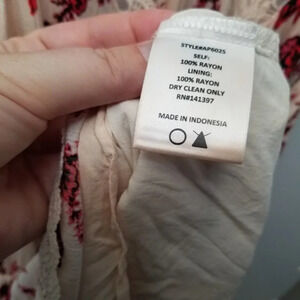 STYLE#AP6025
SELF:
100% RAYON
LINING:
100% RAYON
DRY CLEAN ONLY
RN#141397
MADE IN INDONESIA